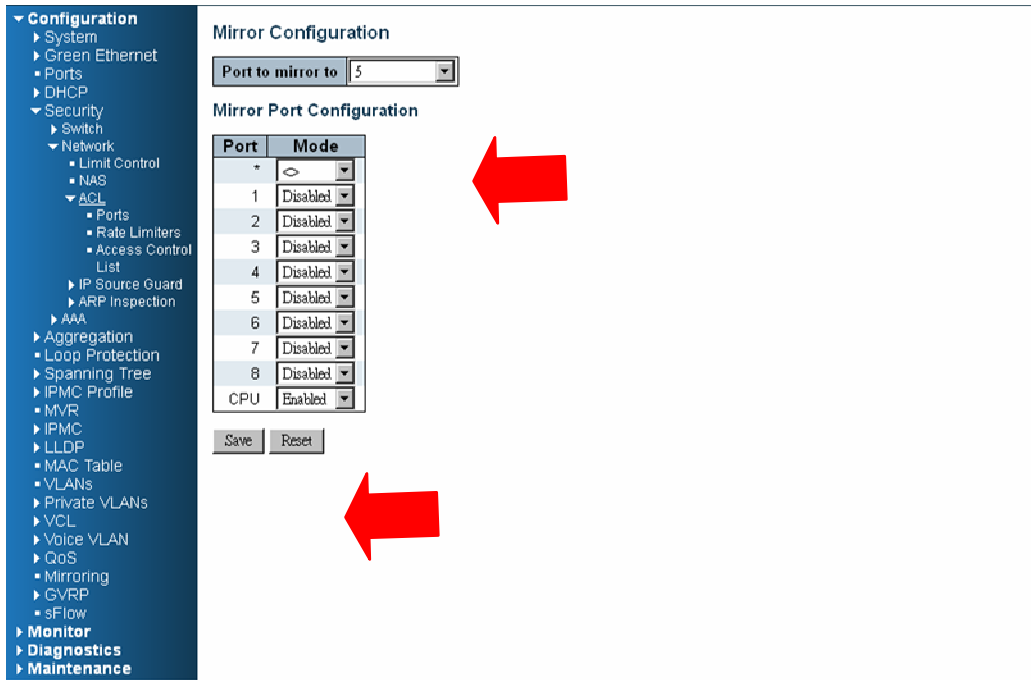 Configuration
System
Green Ethernet
Ports
DHCP
Security
Switch
Network
Limit Control
NAS
ACL
Ports
Rate Limiters
Access Control
List
IP Source Guard
ARP Inspection
AAA
Aggregation
Loop Protection
Spanning Tree
IPMC Profile
MVR
IPMC
LLDP
MAC Table
VLANs
Private VLANs
VCL
Voice VLAN
QoS
Mirroring
GVRP
sFlow
Monitor
Diagnostics
Maintenance
Mirror Configuration
Port to mirror to 5
Mirror Port Configuration
Port Mode
* <>
1 Disabled
2 Disabled
3 Disabled
4 Disabled
5 Disabled
6 Disabled
7 Disabled
8 Disabled
CPU Enabled
Save Reset